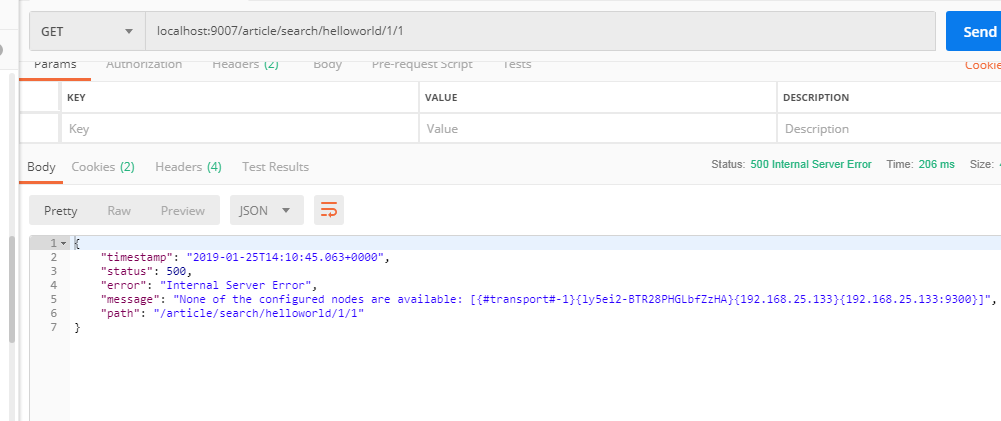 GET localhost:9007/article/search/helloworld/1/1 Send
Params Authorization Headers (2) Body Pre-request Script Tests Cookie
KEY VALUE DESCRIPTION
Key Value Description
Body Cookies (2) Headers (4) Test Results Status: 500 Internal Server Error Time: 206 ms Size:
Pretty Raw Preview JSON
1 {
2 "timestamp": "2019-01-25T14:10:45.063+0000",
3 "status": 500,
4 "error": "Internal Server Error",
5 "message": "None of the configured nodes are available: [{#transport#-1}{ly5ei2-BTR28PHGLbfZzHA}{192.168.25.133}{192.168.25.133:9300}]",
6 "path": "/article/search/helloworld/1/1"
7 }